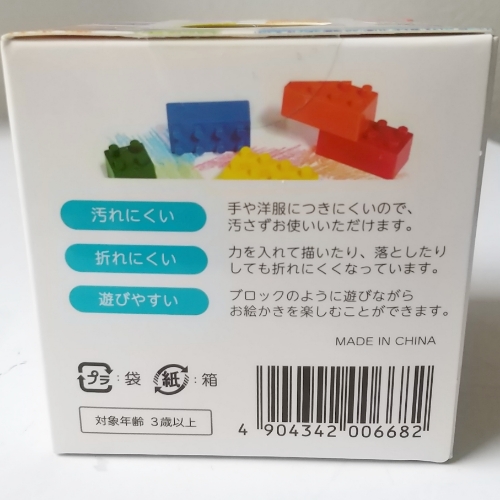 汚れにくい
手や洋服につきにくいので、
汚さずお使いいただけます。
折れにくい
力を入れて描いたり、落としたり
しても折れにくくなっています。
遊びやすい
ブロックのように遊びながら
お絵かきを楽しむことができます。
MADE IN CHINA
プラ:袋 紙:箱
対象年齢 3歳以上
4 904342 006682